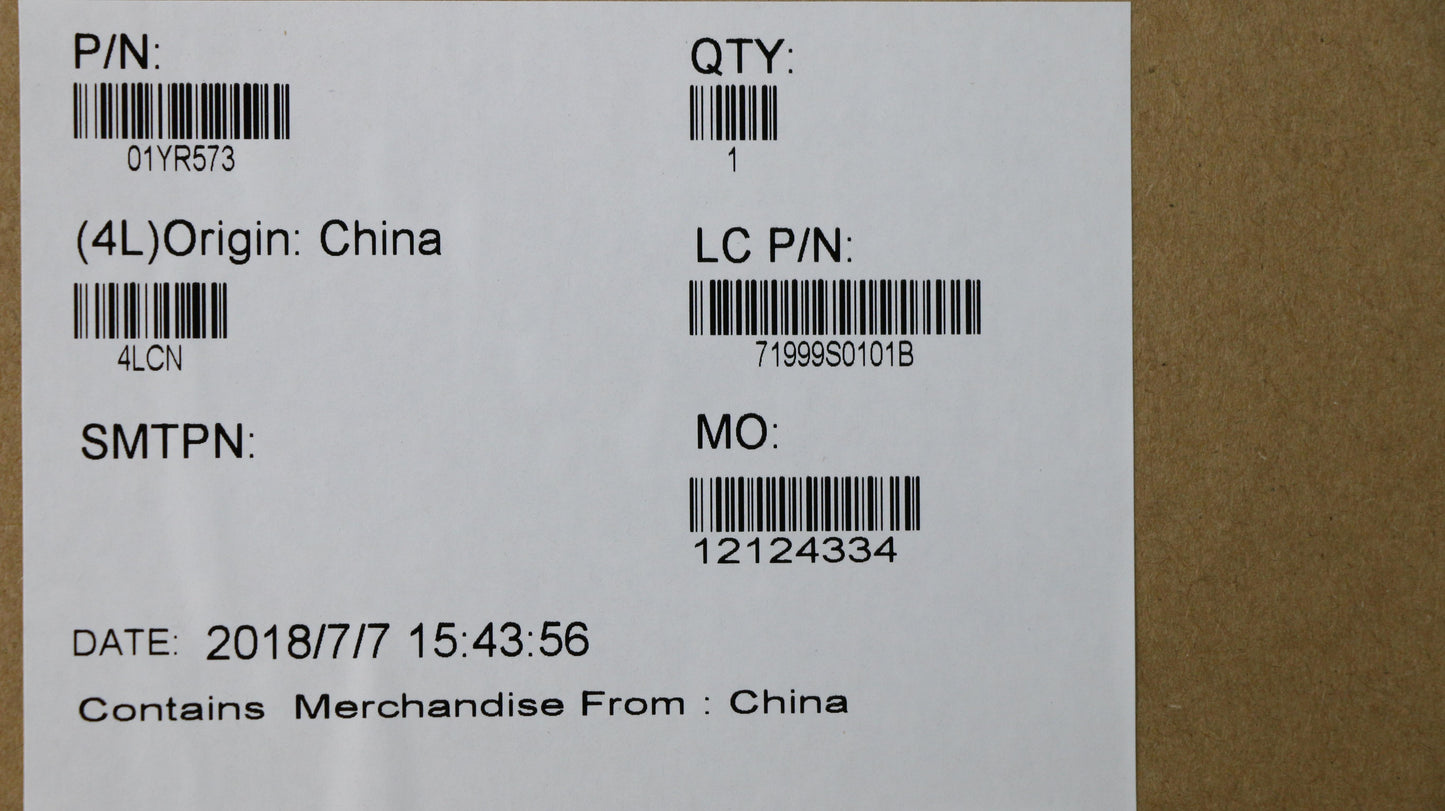 P/N:
01YR573
QTY:
1
(4L)Origin: China
4LCN
LC P/N:
71999S0101B
SMTPN:
MO:
12124334
DATE: 2018/7/7 15:43:56
Contains Merchandise From : China